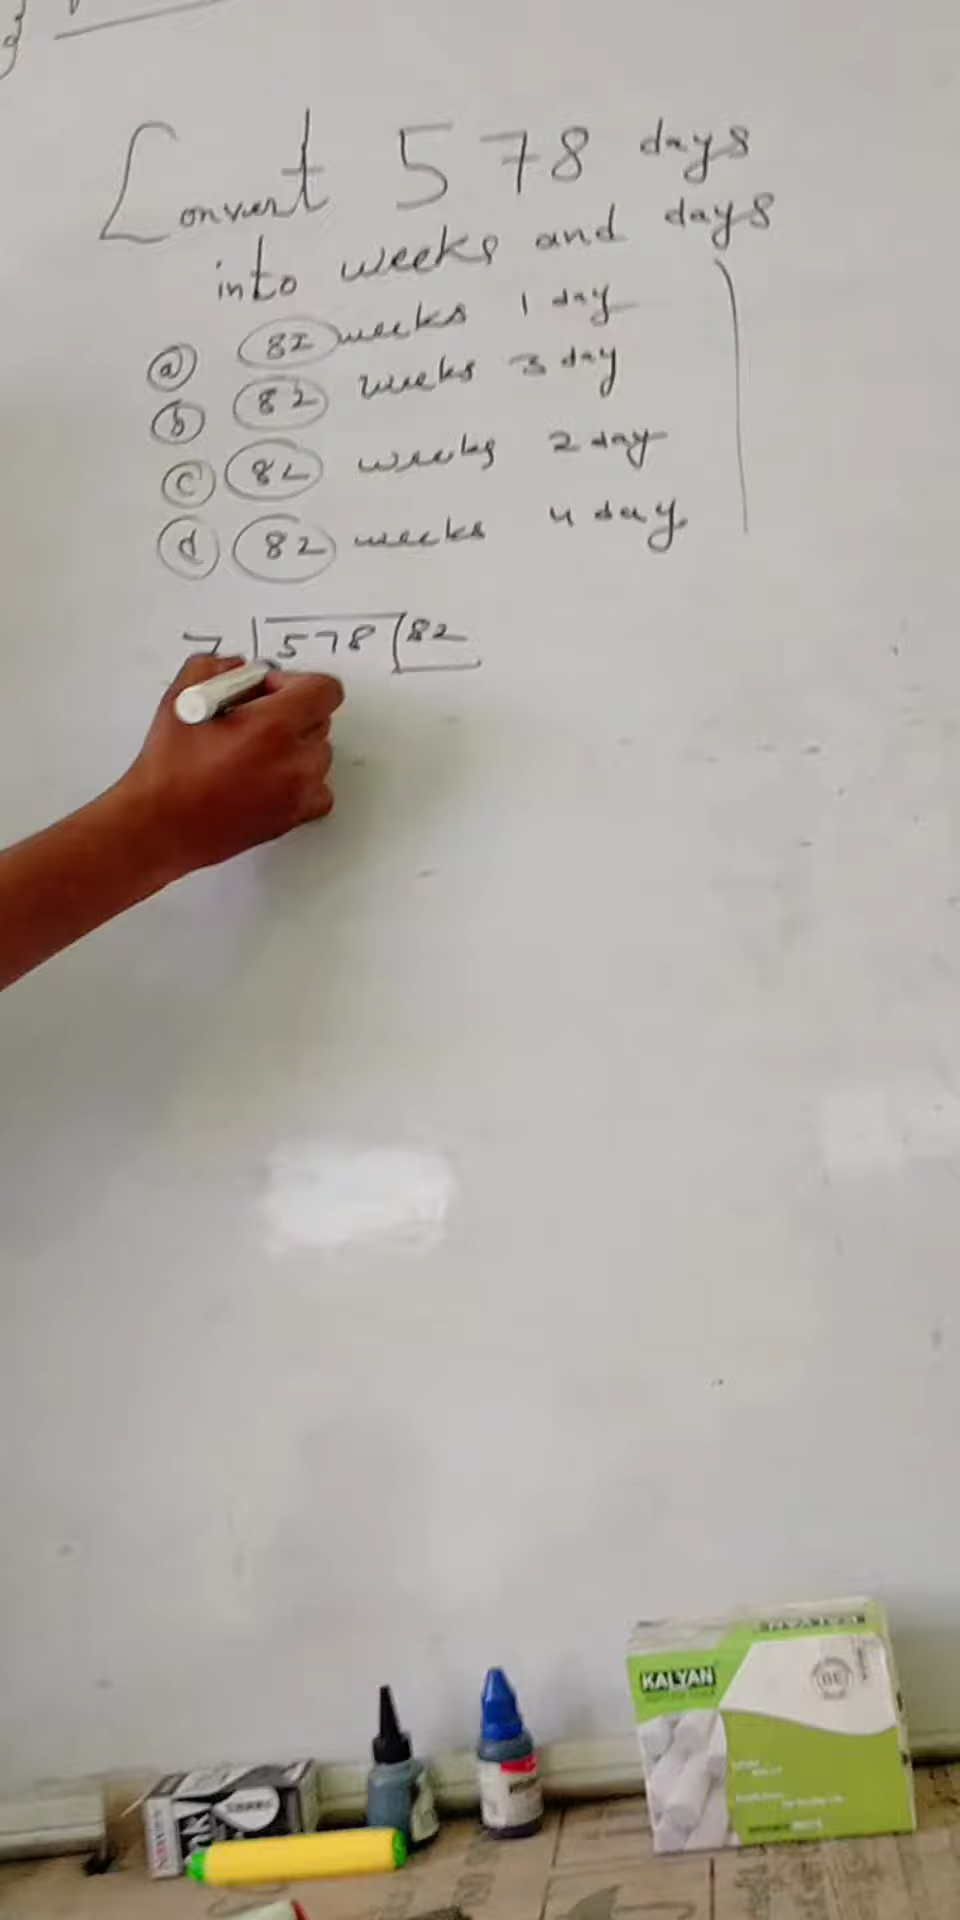 Convert 578 days
into weeks and days
(a) 82 weeks 1 day
(b) 82 weeks 3 day
(c) 82 weeks 2 day
(d) 82 weeks 4 day
7 578 82
KALYAN